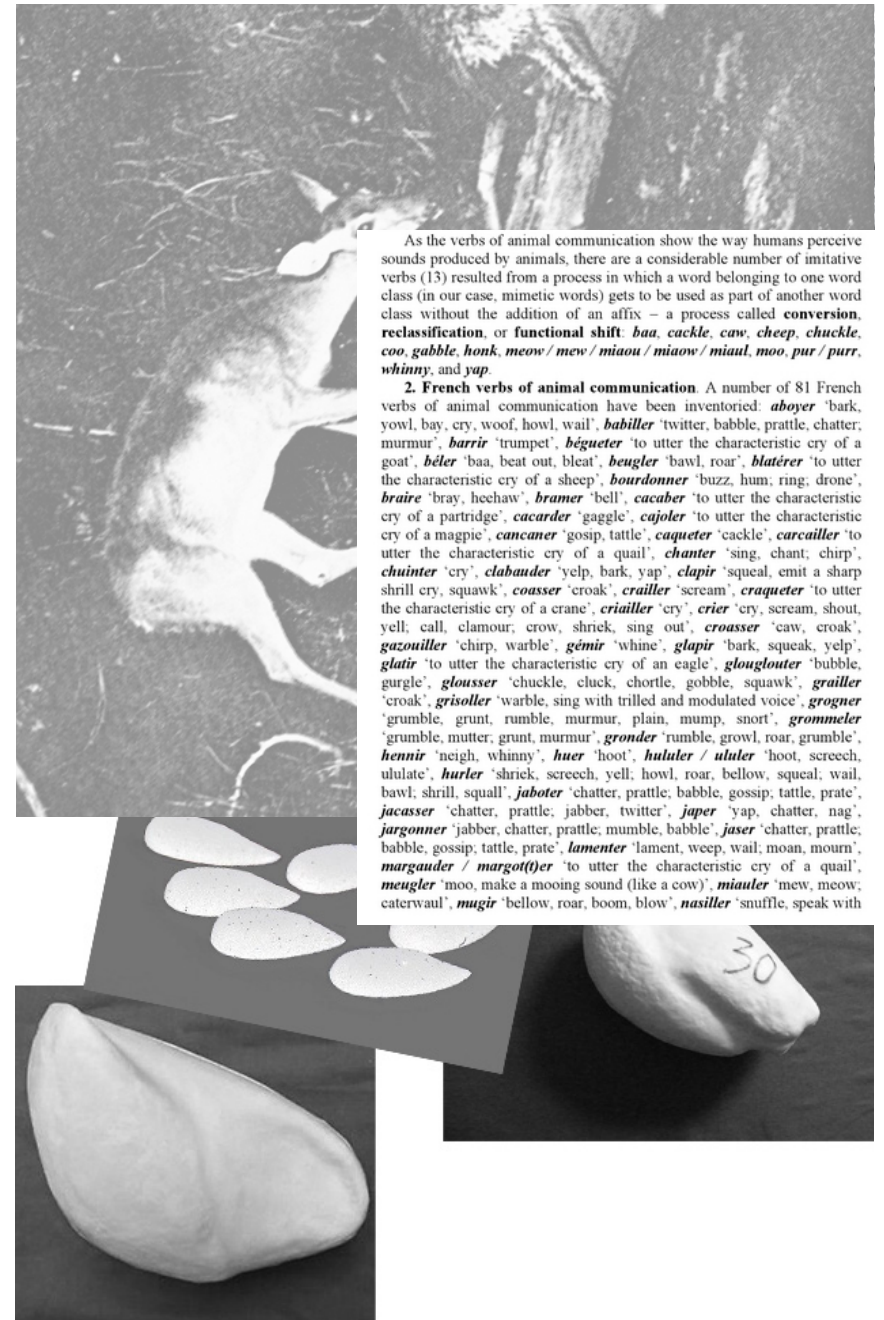 As the verbs of animal communication show the way humans perceive
sounds produced by animals, there are a considerable number of imitative
verbs (13) resulted from a process in which a word belonging to one word
class (in our case, mimetic words) gets to be used as part of another word
class without the addition of an affix – a process called conversion,
reclassification, or functional shift: baa, cackle, caw, cheep, chuckle,
coo, gabble, honk, meow / mew / miaou / miaow / miaul, moo, pur / purr,
whinny, and yap.
2. French verbs of animal communication. A number of 81 French
verbs of animal communication have been inventoried: aboyer ‘bark,
yowl, bay, cry, woof, howl, wail’, babiller ‘twitter, babble, prattle, chatter;
murmur’, barrir ‘trumpet’, bégueter ‘to utter the characteristic cry of a
goat’, béler ‘baa, beat out, bleat’, beugler ‘bawl, roar’, blatérer ‘to utter
the characteristic cry of a sheep’, bourdonner ‘buzz, hum; ring; drone’,
braire ‘bray, heehaw’, bramer ‘bell’, cacaber ‘to utter the characteristic
cry of a partridge’, cacarder ‘gaggle’, cajoler ‘to utter the characteristic
cry of a magpie’, cancaner ‘gosip, tattle’, caqueter ‘cackle’, carcailler ‘to
utter the characteristic cry of a quail’, chanter ‘sing, chant; chirp’,
chuinter ‘cry’, clabauder ‘yelp, bark, yap’, clapir ‘squeal, emit a sharp
shrill cry, squawk’, coasser ‘croak’, crailler ‘scream’, craqueter ‘to utter
the characteristic cry of a crane’, criailler ‘cry’, crier ‘cry, scream, shout,
yell; call, clamour; crow, shriek, sing out’, croasser ‘caw, croak’,
gazouiller ‘chirp, warble’, gémir ‘whine’, glapir ‘bark, squeak, yelp’,
glatir ‘to utter the characteristic cry of an eagle’, glouglouter ‘bubble,
gurgle’, glousser ‘chuckle, cluck, chortle, gobble, squawk’, grailler
‘croak’, grisoller ‘warble, sing with trilled and modulated voice’, grogner
‘grumble, grunt, rumble, murmur, plain, mump, snort’, grommeler
‘grumble, mutter; grunt, murmur’, gronder ‘rumble, growl, roar, grumble’,
hennir ‘neigh, whinny’, huer ‘hoot’, hululer / ululer ‘hoot, screech,
ululate’, hurler ‘shriek, screech, yell; howl, roar, bellow, squeal; wail,
bawl; shrill, squall’, jaboter ‘chatter, prattle; babble, gossip; tattle, prate’,
jacasser ‘chatter, prattle; jabber, twitter’, japer ‘yap, chatter, nag’,
jargonner ‘jabber, chatter, prattle; mumble, babble’, jaser ‘chatter, prattle;
babble, gossip; tattle, prate’, lamenter ‘lament, weep, wail; moan, mourn’,
margauder / margot(t)er ‘to utter the characteristic cry of a quail’,
meugler ‘moo, make a mooing sound (like a cow)’, miauler ‘mew, meow;
caterwaul’, mugir ‘bellow, roar, boom, blow’, nasiller ‘snuffle, speak with
30